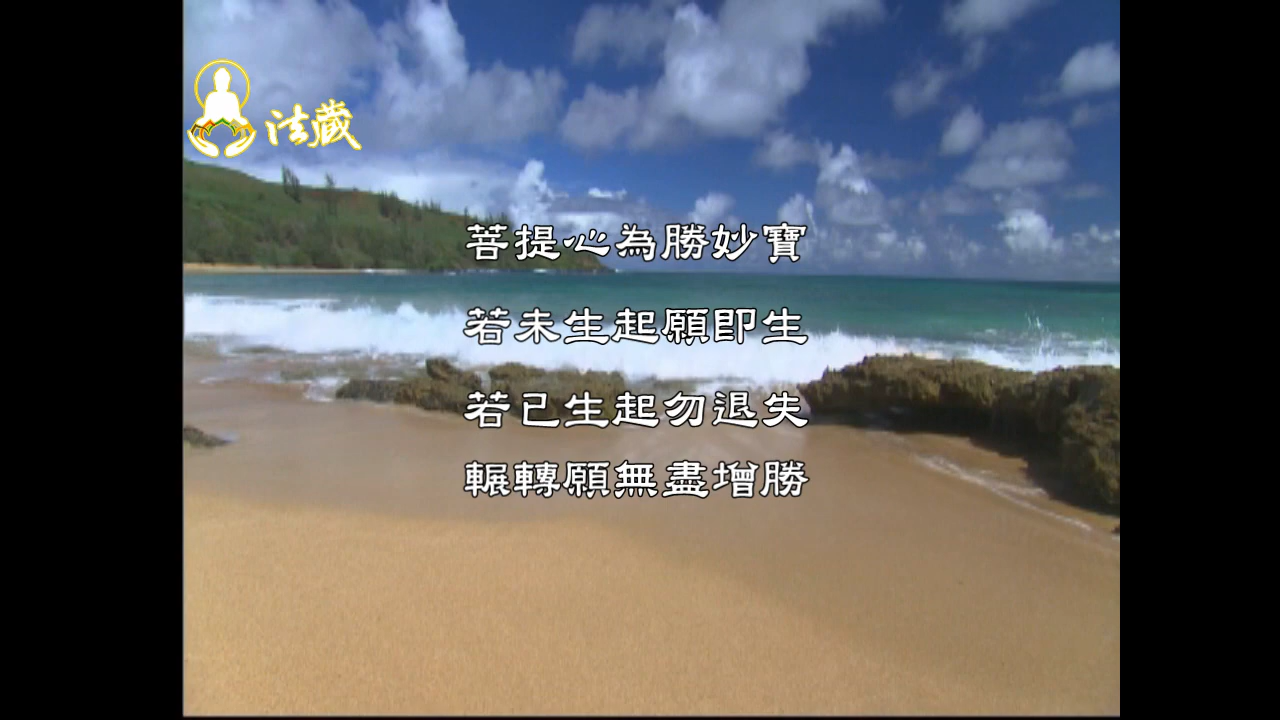 法藏
菩提心為勝妙寶
若未生起願即生
若已生起勿退失
輾轉願無盡增勝